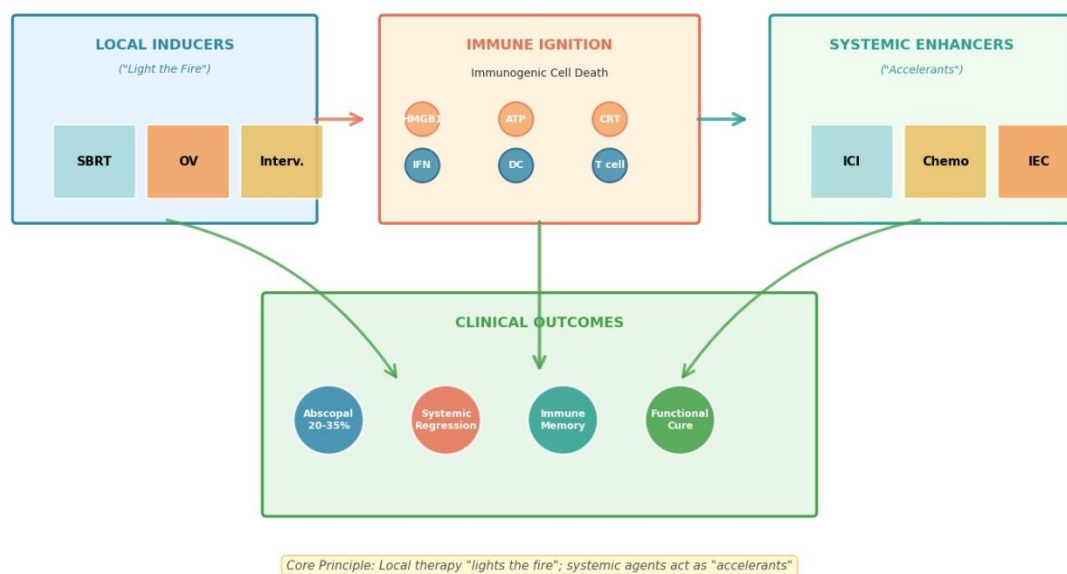 LOCAL INDUCERS
("Light the Fire")
SBRT
OV
Interv.
IMMUNE IGNITION
Immunogenic Cell Death
HMGB1
ATP
CRT
IFN
DC
T cell
SYSTEMIC ENHANCERS
("Accelerants")
ICI
Chemo
IEC
CLINICAL OUTCOMES
Abscopal
20-35%
Systemic
Regression
Immune
Memory
Functional
Cure
Core Principle: Local therapy "lights the fire"; systemic agents act as "accelerants"